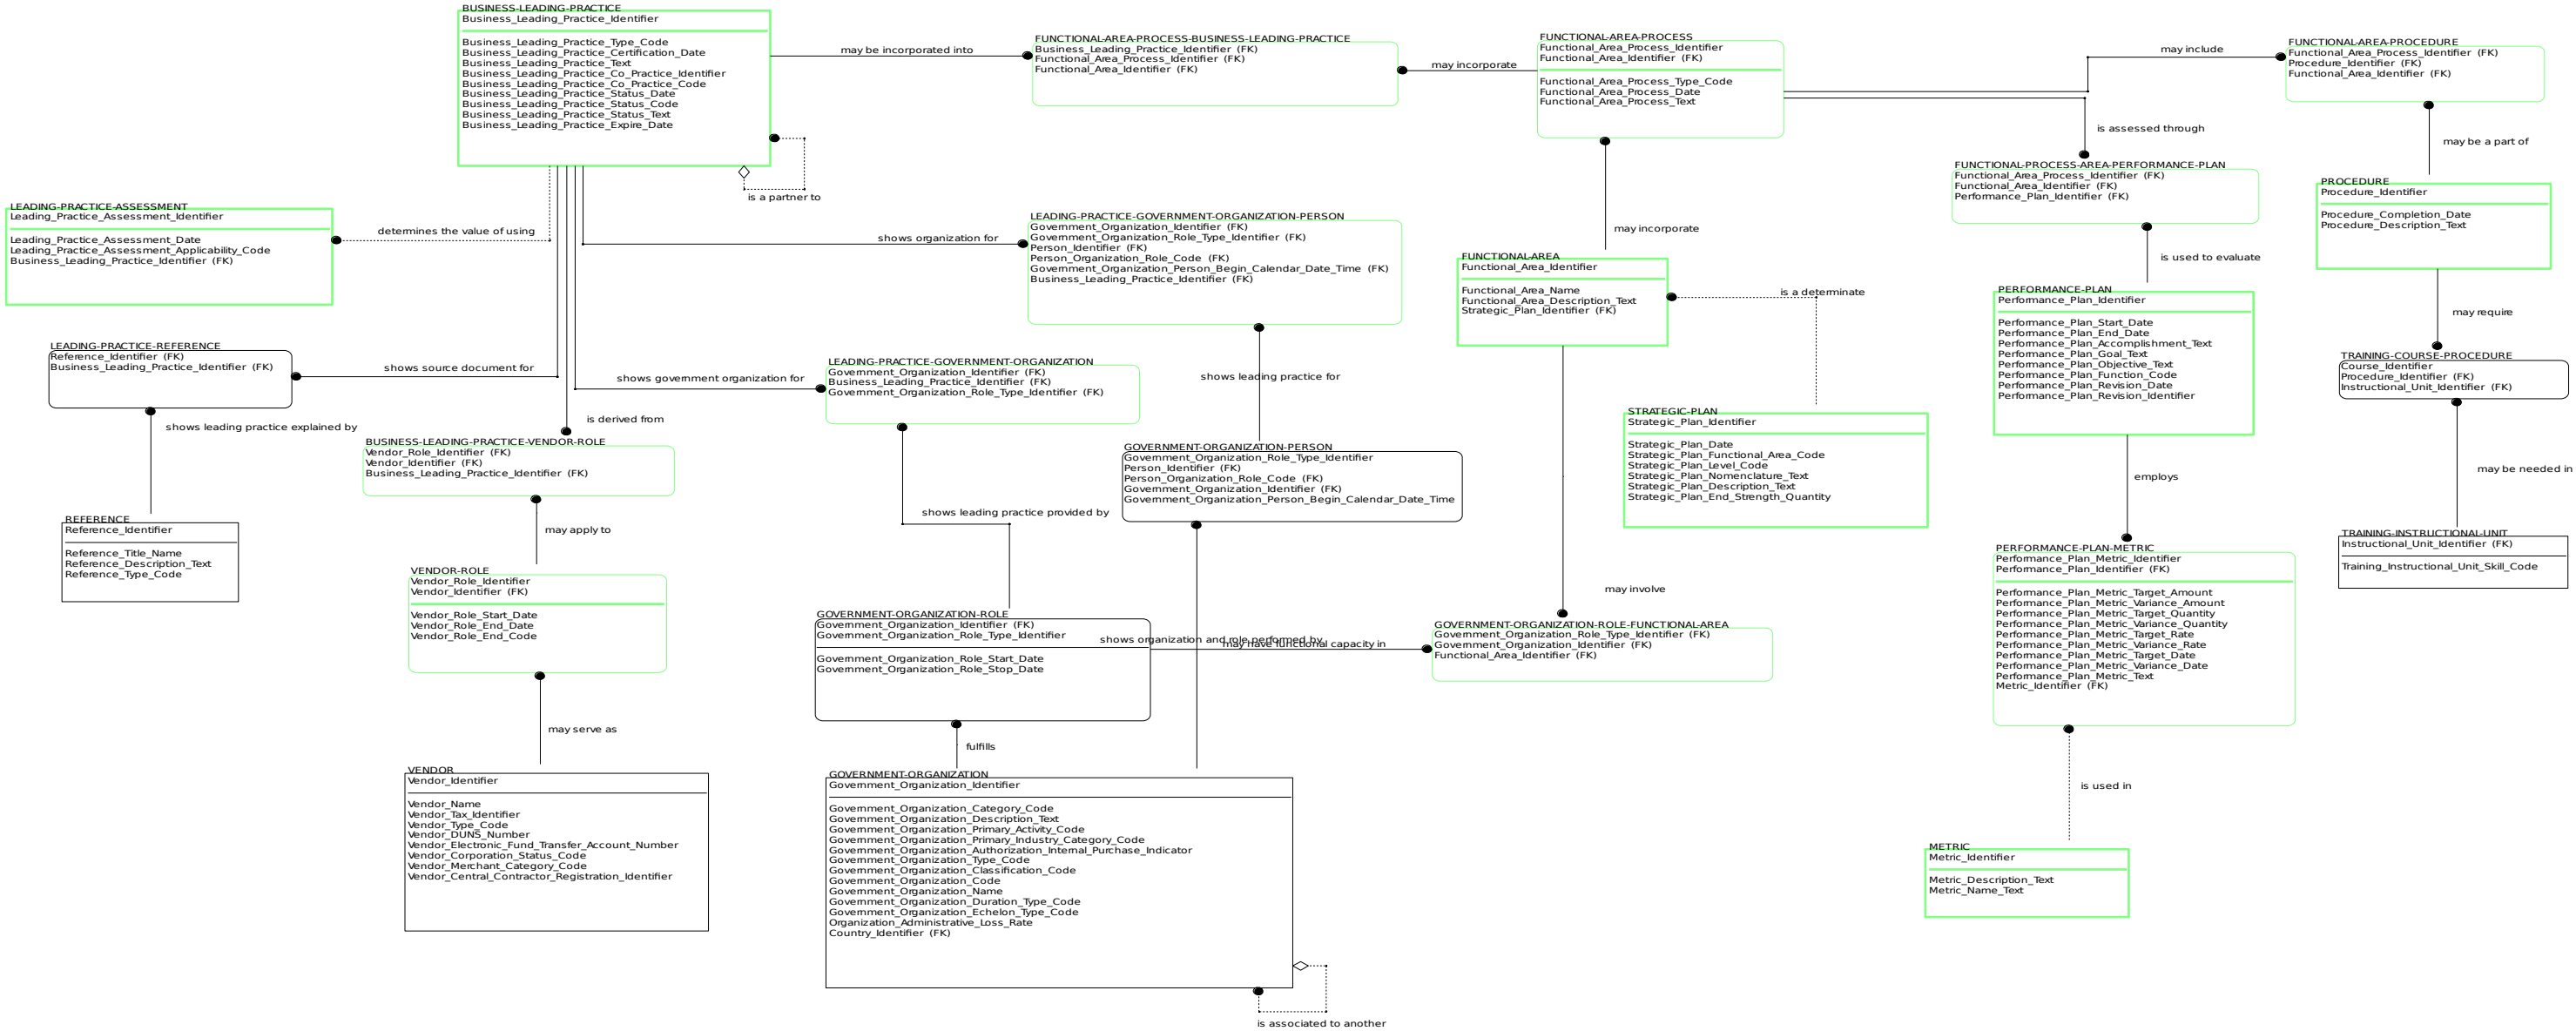 BUSINESS-LEADING-PRACTICE
Business_Leading_Practice_Identifier
Business_Leading_Practice_Type_Code
Business_Leading_Practice_Certification_Date
Business_Leading_Practice_Text
Business_Leading_Practice_Co_Practice_Identifier
Business_Leading_Practice_Co_Practice_Code
Business_Leading_Practice_Status_Date
Business_Leading_Practice_Status_Code
Business_Leading_Practice_Status_Text
Business_Leading_Practice_Expire_Date
may be incorporated into
FUNCTIONAL-AREA-PROCESS-BUSINESS-LEADING-PRACTICE
Business_Leading_Practice_Identifier (FK)
Functional_Area_Process_Identifier (FK)
Functional_Area_Identifier (FK)
may incorporate
FUNCTIONAL-AREA-PROCESS
Functional_Area_Process_Identifier
Functional_Area_Identifier (FK)
Functional_Area_Process_Type_Code
Functional_Area_Process_Date
Functional_Area_Process_Text
may include
FUNCTIONAL-AREA-PROCEDURE
Functional_Area_Process_Identifier (FK)
Procedure_Identifier (FK)
Functional_Area_Identifier (FK)
is assessed through
may be a part of
is a partner to
FUNCTIONAL-PROCESS-AREA-PERFORMANCE-PLAN
Functional_Area_Process_Identifier (FK)
Functional_Area_Identifier (FK)
Performance_Plan_Identifier (FK)
PROCEDURE
Procedure_Identifier
Procedure_Completion_Date
Procedure_Description_Text
LEADING-PRACTICE-ASSESSMENT
Leading_Practice_Assessment_Identifier
Leading_Practice_Assessment_Date
Leading_Practice_Assessment_Applicability_Code
Business_Leading_Practice_Identifier (FK)
determines the value of using
shows organization for
LEADING-PRACTICE-GOVERNMENT-ORGANIZATION-PERSON
Government_Organization_Identifier (FK)
Government_Organization_Role_Type_Identifier (FK)
Person_Identifier (FK)
Person_Organization_Role_Code (FK)
Government_Organization_Person_Begin_Calendar_Date_Time (FK)
Business_Leading_Practice_Identifier (FK)
may incorporate
is used to evaluate
FUNCTIONAL-AREA
Functional_Area_Identifier
Functional_Area_Name
Functional_Area_Description_Text
Strategic_Plan_Identifier (FK)
is a determinate
PERFORMANCE-PLAN
Performance_Plan_Identifier
Performance_Plan_Start_Date
Performance_Plan_End_Date
Performance_Plan_Accomplishment_Text
Performance_Plan_Goal_Text
Performance_Plan_Objective_Text
Performance_Plan_Function_Code
Performance_Plan_Revision_Date
Performance_Plan_Revision_Identifier
may require
LEADING-PRACTICE-REFERENCE
Reference_Identifier (FK)
Business_Leading_Practice_Identifier (FK)
shows source document for
shows government organization for
LEADING-PRACTICE-GOVERNMENT-ORGANIZATION
Government_Organization_Identifier (FK)
Business_Leading_Practice_Identifier (FK)
Government_Organization_Role_Type_Identifier (FK)
shows leading practice for
TRAINING-COURSE-PROCEDURE
Course_Identifier
Procedure_Identifier (FK)
Instructional_Unit_Identifier (FK)
shows leading practice explained by
is derived from
BUSINESS-LEADING-PRACTICE-VENDOR-ROLE
Vendor_Role_Identifier (FK)
Vendor_Identifier (FK)
Business_Leading_Practice_Identifier (FK)
GOVERNMENT-ORGANIZATION-PERSON
Government_Organization_Role_Type_Identifier
Person_Identifier (FK)
Person_Organization_Role_Code (FK)
Government_Organization_Identifier (FK)
Government_Organization_Person_Begin_Calendar_Date_Time
STRATEGIC-PLAN
Strategic_Plan_Identifier
Strategic_Plan_Date
Strategic_Plan_Functional_Area_Code
Strategic_Plan_Level_Code
Strategic_Plan_Nomenclature_Text
Strategic_Plan_Description_Text
Strategic_Plan_End_Strength_Quantity
employs
may be needed in
REFERENCE
Reference_Identifier
Reference_Title_Name
Reference_Description_Text
Reference_Type_Code
may apply to
shows leading practice provided by
VENDOR-ROLE
Vendor_Role_Identifier
Vendor_Identifier (FK)
Vendor_Role_Start_Date
Vendor_Role_End_Date
Vendor_Role_End_Code
TRAINING-INSTRUCTIONAL-UNIT
Instructional_Unit_Identifier (FK)
Training_Instructional_Unit_Skill_Code
PERFORMANCE-PLAN-METRIC
Performance_Plan_Metric_Identifier
Performance_Plan_Identifier (FK)
Performance_Plan_Metric_Target_Amount
Performance_Plan_Metric_Variance_Amount
Performance_Plan_Metric_Target_Quantity
Performance_Plan_Metric_Variance_Quantity
Performance_Plan_Metric_Target_Rate
Performance_Plan_Metric_Variance_Rate
Performance_Plan_Metric_Target_Date
Performance_Plan_Metric_Variance_Date
Performance_Plan_Metric_Text
Metric_Identifier (FK)
may involve
GOVERNMENT-ORGANIZATION-ROLE
Government_Organization_Identifier (FK)
Government_Organization_Role_Type_Identifier
Government_Organization_Role_Start_Date
Government_Organization_Role_Stop_Date
shows organization and role performed by
may have functional capacity in
GOVERNMENT-ORGANIZATION-ROLE-FUNCTIONAL-AREA
Government_Organization_Role_Type_Identifier (FK)
Government_Organization_Identifier (FK)
Functional_Area_Identifier (FK)
may serve as
fulfills
VENDOR
Vendor_Identifier
Vendor_Name
Vendor_Tax_Identifier
Vendor_Type_Code
Vendor_DUNS_Number
Vendor_Electronic_Fund_Transfer_Account_Number
Vendor_Corporation_Status_Code
Vendor_Merchant_Category_Code
Vendor_Central_Contractor_Registration_Identifier
GOVERNMENT-ORGANIZATION
Government_Organization_Identifier
Government_Organization_Category_Code
Government_Organization_Description_Text
Government_Organization_Primary_Activity_Code
Government_Organization_Primary_Industry_Category_Code
Government_Organization_Authorization_Internal_Purchase_Indicator
Government_Organization_Type_Code
Government_Organization_Classification_Code
Government_Organization_Code
Government_Organization_Name
Government_Organization_Duration_Type_Code
Government_Organization_Echelon_Type_Code
Organization_Administrative_Loss_Rate
Country_Identifier (FK)
is used in
METRIC
Metric_Identifier
Metric_Description_Text
Metric_Name_Text
is associated to another